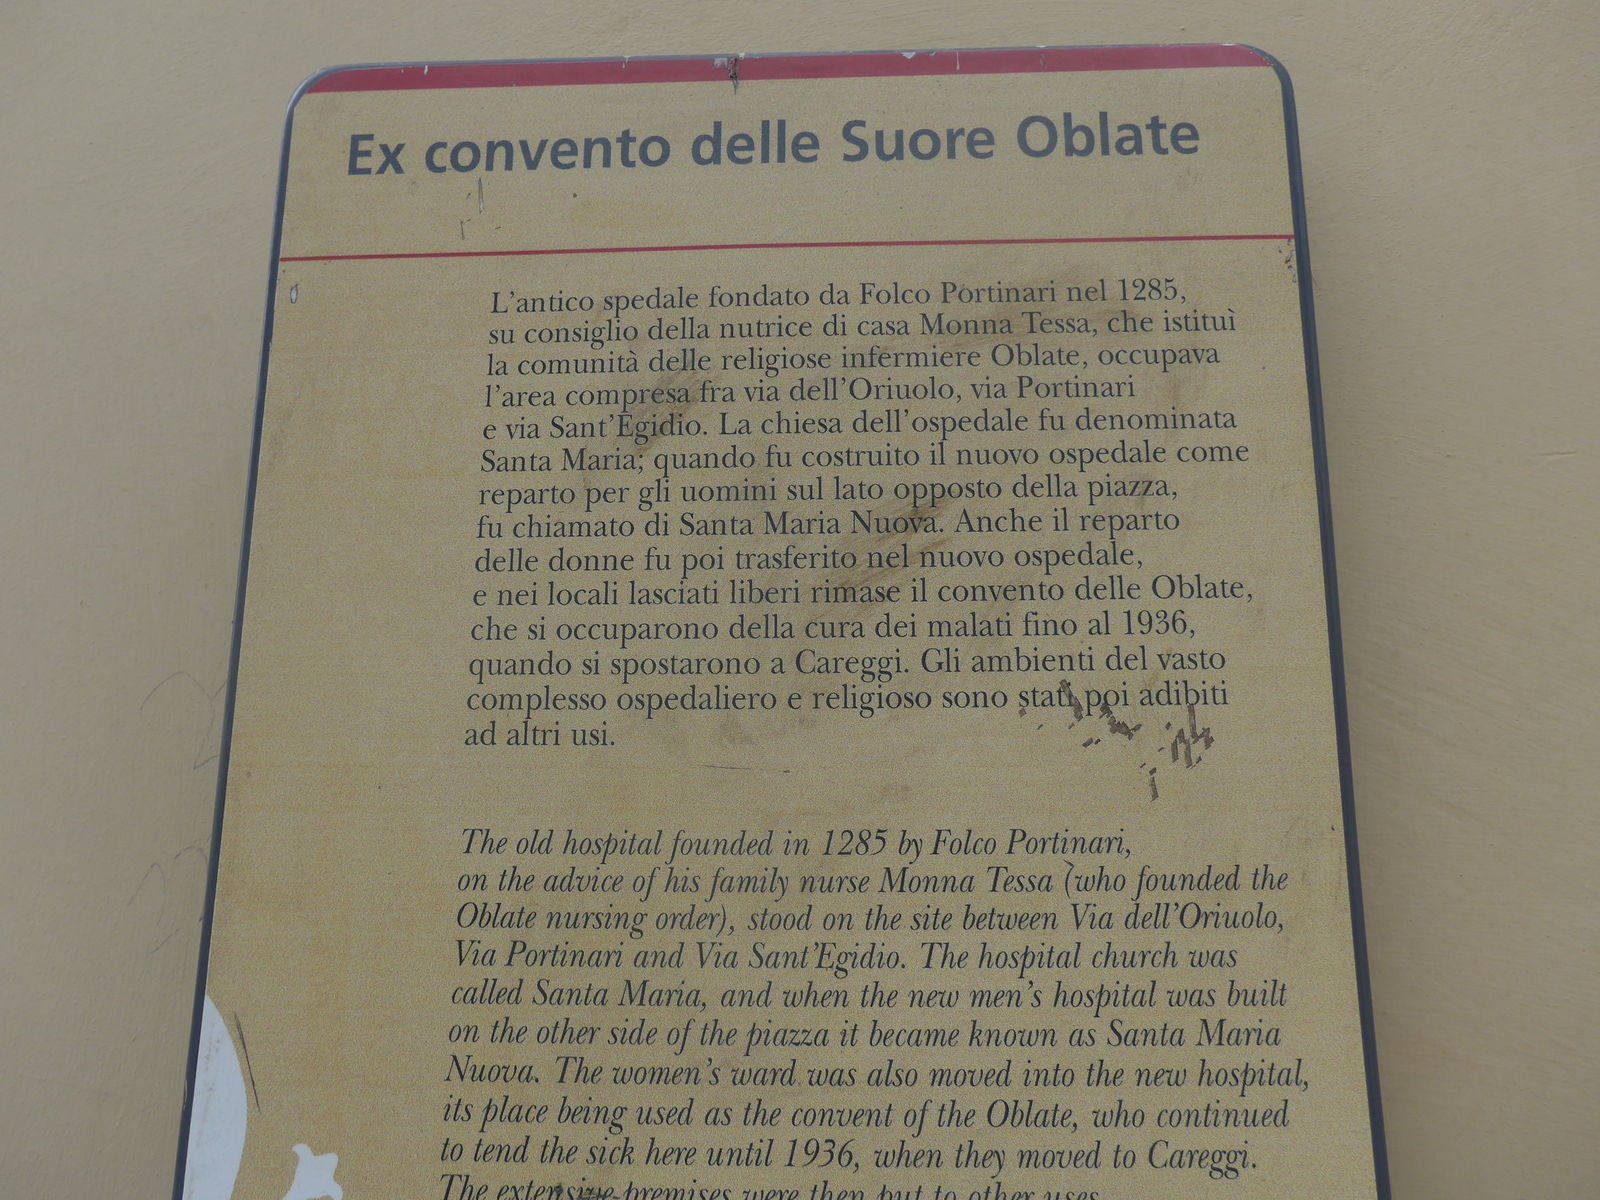 Ex convento delle Suore Oblate
L'antico spedale fondato da Folco Portinari nel 1285,
su consiglio della nutrice di casa Monna Tessa, che istituì
la comunità delle religiose infermiere Oblate, occupava
l'area compresa fra via dell'Oriuolo, via Portinari
e via Sant'Egidio. La chiesa dell'ospedale fu denominata
Santa Maria; quando fu costruito il nuovo ospedale come
reparto per gli uomini sul lato opposto della piazza,
fu chiamato di Santa Maria Nuova. Anche il reparto
delle donne fu poi trasferito nel nuovo ospedale,
e nei locali lasciati liberi rimase il convento delle Oblate,
che si occuparono della cura dei malati fino al 1936,
quando si spostarono a Careggi. Gli ambienti del vasto
complesso ospedaliero e religioso sono stati poi adibiti
ad altri usi.
The old hospital founded in 1285 by Folco Portinari,
on the advice of his family nurse Monna Tessa (who founded the
Oblate nursing order), stood on the site between Via dell'Oriuolo,
Via Portinari and Via Sant'Egidio. The hospital church was
called Santa Maria, and when the new men's hospital was built
on the other side of the piazza it became known as Santa Maria
Nuova. The women's ward was also moved into the new hospital,
its place being used as the convent of the Oblate, who continued
to tend the sick here until 1936, when they moved to Careggi.
The extensive premises were then put to other uses.